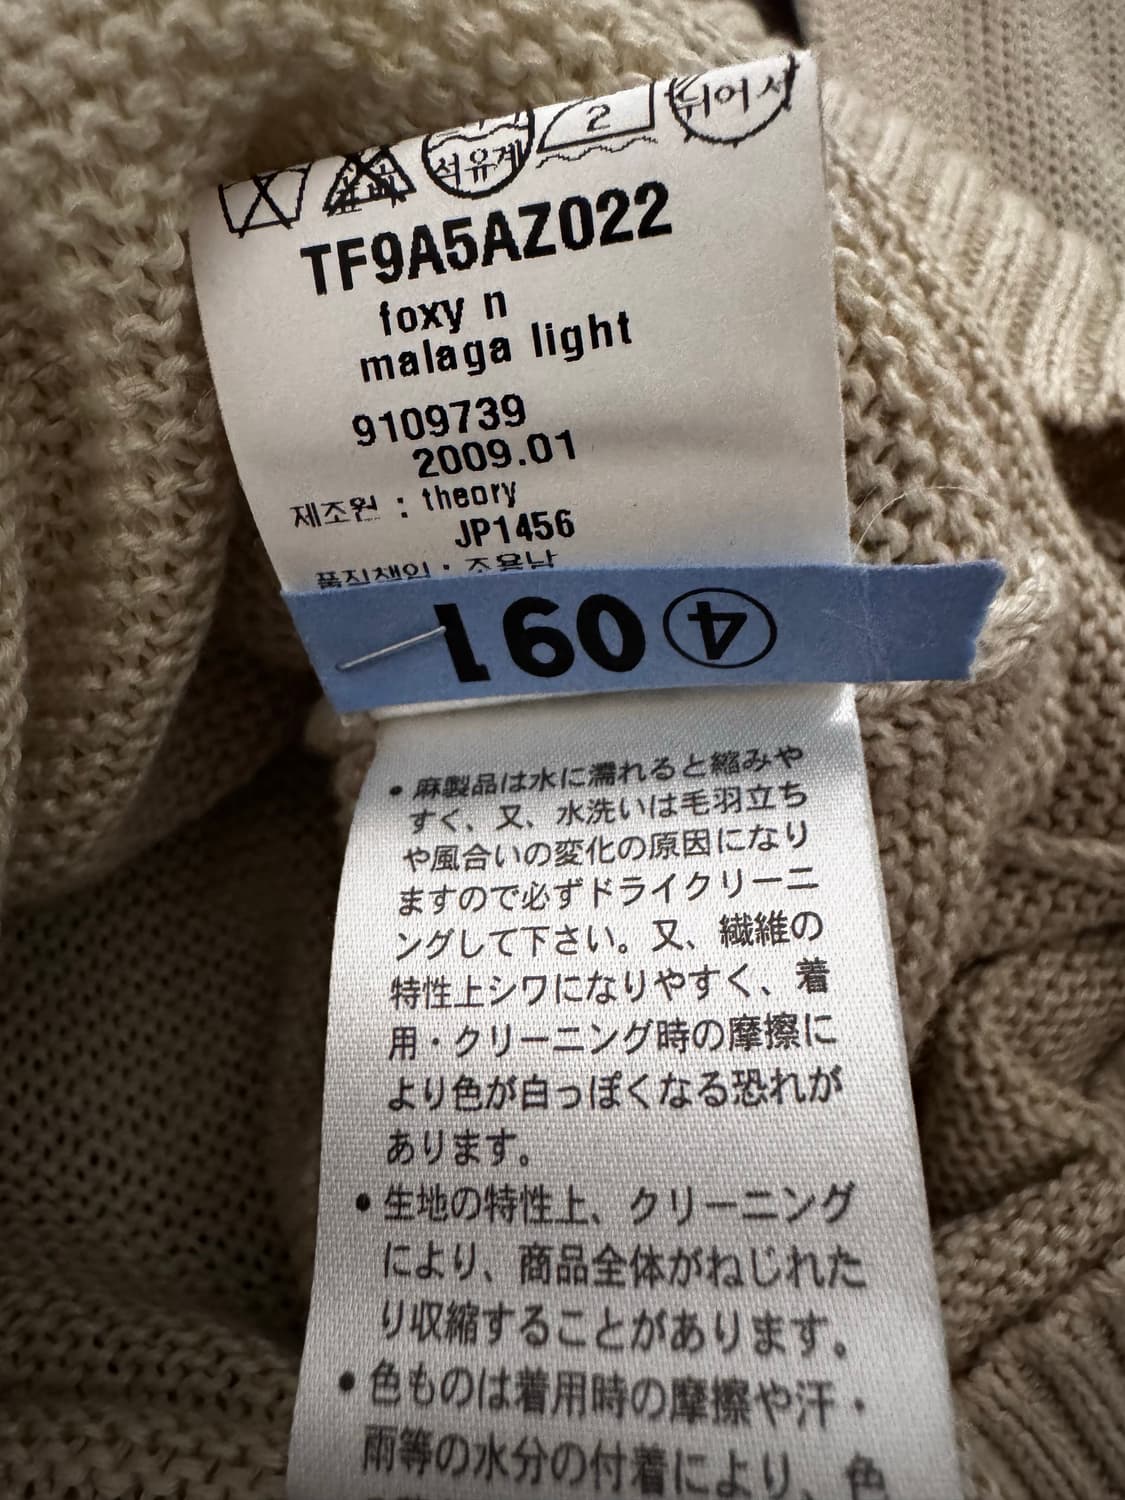 석유계
2
뉘어서
TF9A5AZ022
foxy n
malaga light
9109739
2009.01
제조원 : theory
JP1456
품질책임 : 조용남
④ 091
• 麻製品は水に濡れると縮みや
すく、又、水洗いは毛羽立ち
や風合いの変化の原因になり
ますので必ずドライクリーニ
ングして下さい。又、繊維の
特性上シワになりやすく、着
用・クリーニング時の摩擦に
より色が白っぽくなる恐れが
あります。
• 生地の特性上、クリーニング
により、商品全体がねじれた
り収縮することがあります。
• 色ものは着用時の摩擦や汗・
雨等の水分の付着により、色